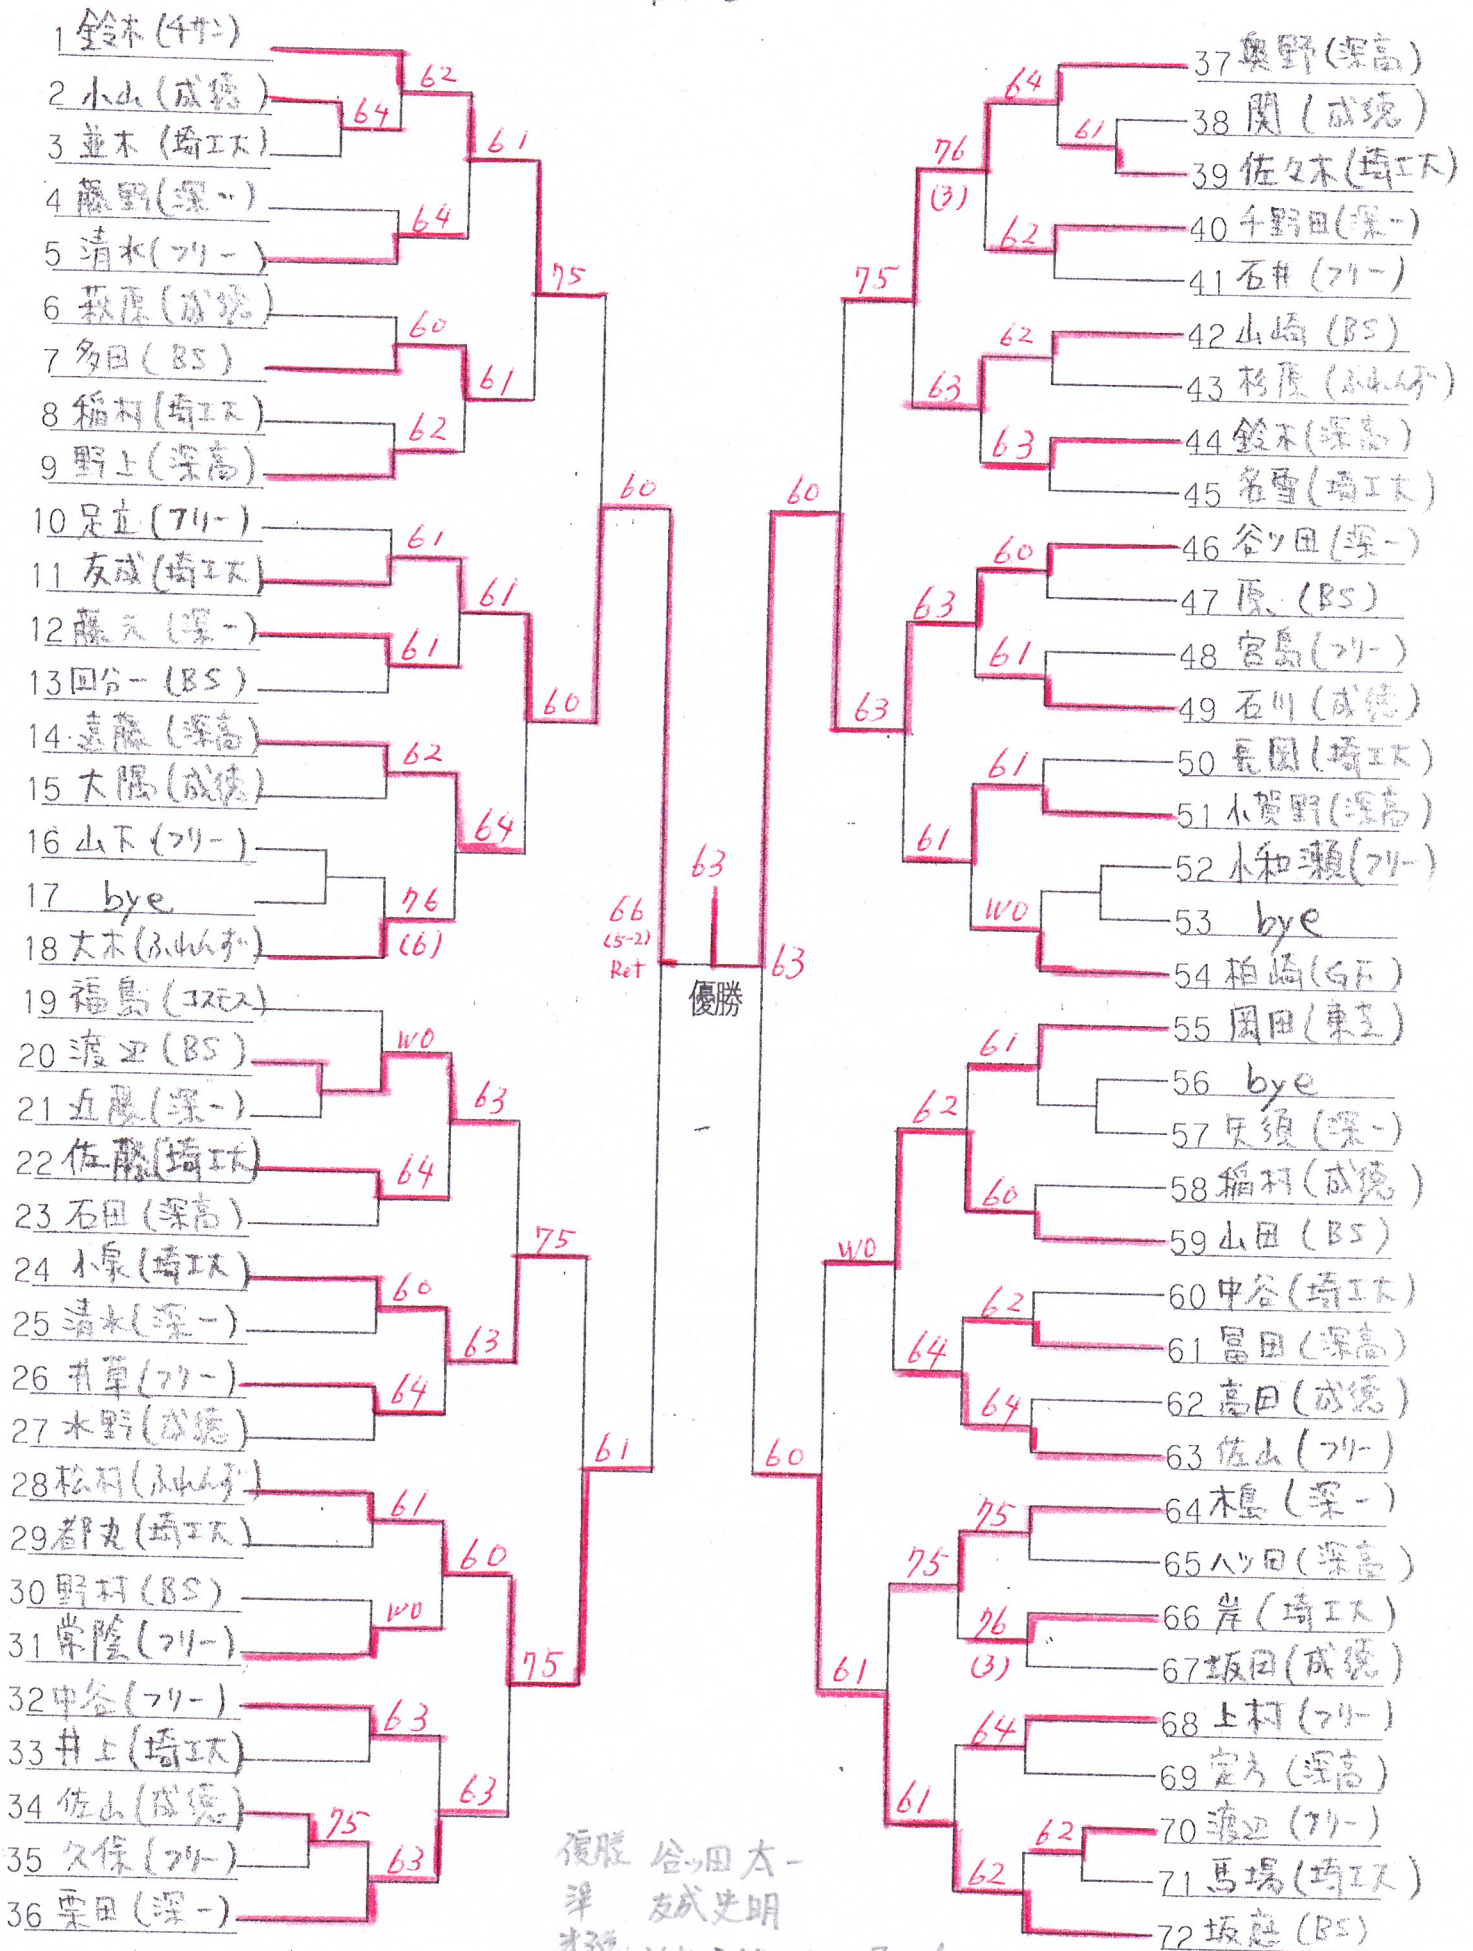 1 鈴木(チサン)
2 小山(成徳)
3 並木(埼工大)
4 藤野(深一)
5 清水(フリー)
6 萩原(成徳)
7 多田(BS)
8 稲村(埼工大)
9 野上(深高)
10 足立(フリー)
11 友成(埼工大)
12 藤元(深一)
13 国分一(BS)
14 遠藤(深高)
15 大隅(成徳)
16 山下(フリー)
17 bye
18 大木(ふれんず)
19 福島(コスモス)
20 渡辺(BS)
21 近藤(深一)
22 佐藤(埼工大)
23 石田(深高)
24 小泉(埼工大)
25 清水(深一)
26 井草(フリー)
27 水野(成徳)
28 松村(ふれんず)
29 都丸(埼工大)
30 野村(BS)
31 常陰(フリー)
32 中谷(フリー)
33 井上(埼工大)
34 佐山(成徳)
35 久保(フリー)
36 栗田(深一)
62
64
61
64
75
60
61
62
60
61
61
61
60
62
64
76
(6)
WO
63
64
75
60
63
64
61
61
60
WO
75
63
63
75
63
66
(5-2)
Ret
63
優勝
63
37 奥野(深高)
38 関(成徳)
39 佐々木(埼工大)
40 千野田(深一)
41 石井(フリー)
42 山崎(BS)
43 杉原(ふれんず)
44 鈴木(深高)
45 名雪(埼工大)
46 谷ッ田(深一)
47 原(BS)
48 宮島(フリー)
49 石川(成徳)
50 長岡(埼工大)
51 小賀野(深高)
52 小和瀬(フリー)
53 bye
54 柏崎(GF)
55 岡田(東芝)
56 bye
57 矢須(深一)
58 稲村(成徳)
59 山田(BS)
60 中谷(埼工大)
61 冨田(深高)
62 高田(成徳)
63 佐山(フリー)
64 木島(深一)
65 八ツ田(深高)
66 岸(埼工大)
67 坂田(成徳)
68 上村(フリー)
69 (深高)
70 渡辺(フリー)
71 馬場(埼工大)
72 坂庭(BS)
64
61
76
(3)
62
75
62
63
63
60
60
63
61
63
61
61
WO
61
62
60
WO
62
64
64
60
75
75
76
(3)
61
64
61
62
62
優勝 谷ッ田 太一
準 友成史明